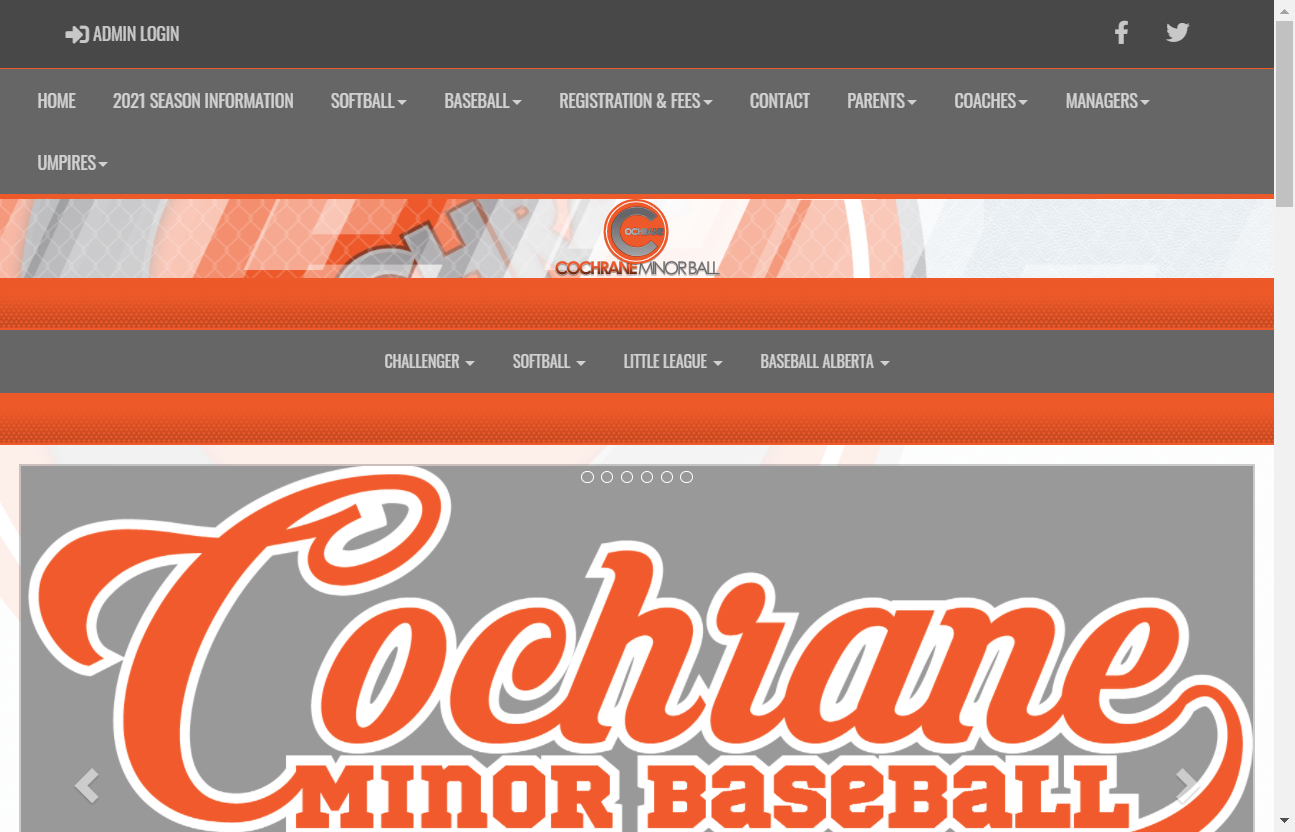 ADMIN LOGIN
HOME 2021 SEASON INFORMATION SOFTBALL BASEBALL REGISTRATION & FEES CONTACT PARENTS COACHES MANAGERS
UMPIRES
COCHRANE
COCHRANE MINOR BALL
CHALLENGER SOFTBALL LITTLE LEAGUE BASEBALL ALBERTA
Cochrane
MINOR BASEBALL